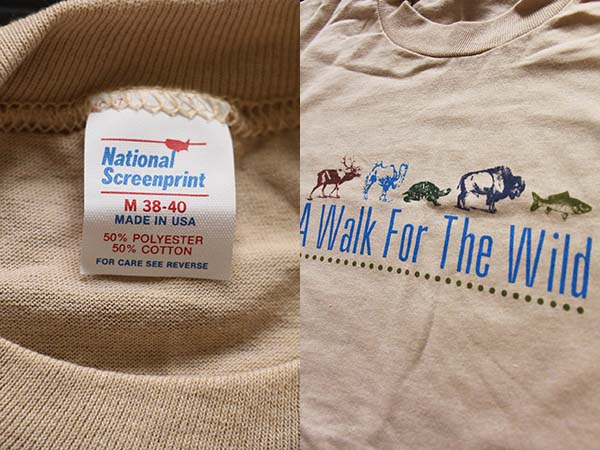 National
Screenprint
M 38-40
MADE IN USA
50% POLYESTER
50% COTTON
FOR CARE SEE REVERSE
A Walk For The Wild